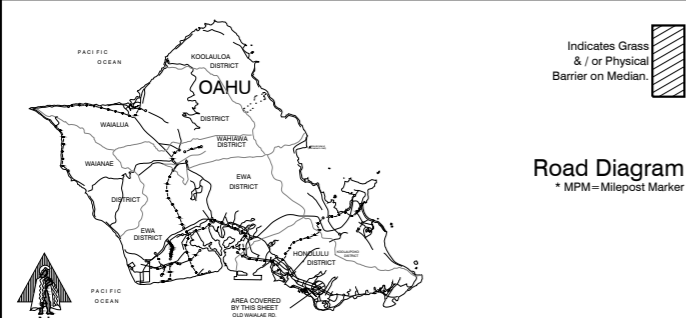 PACIFIC
OCEAN
KOOLAULOA
DISTRICT
OAHU
WAIALUA
DISTRICT
WAHIAWA
DISTRICT
WAIANAE
DISTRICT
EWA
DISTRICT
EWA
DISTRICT
HONOLULU
DISTRICT
KOOLAUPOKO
DISTRICT
PACIFIC
OCEAN
AREA COVERED
BY THIS SHEET
OLD WAIALAE RD.
Indicates Grass
& / or Physical
Barrier on Median.
Road Diagram
* MPM=Milepost Marker